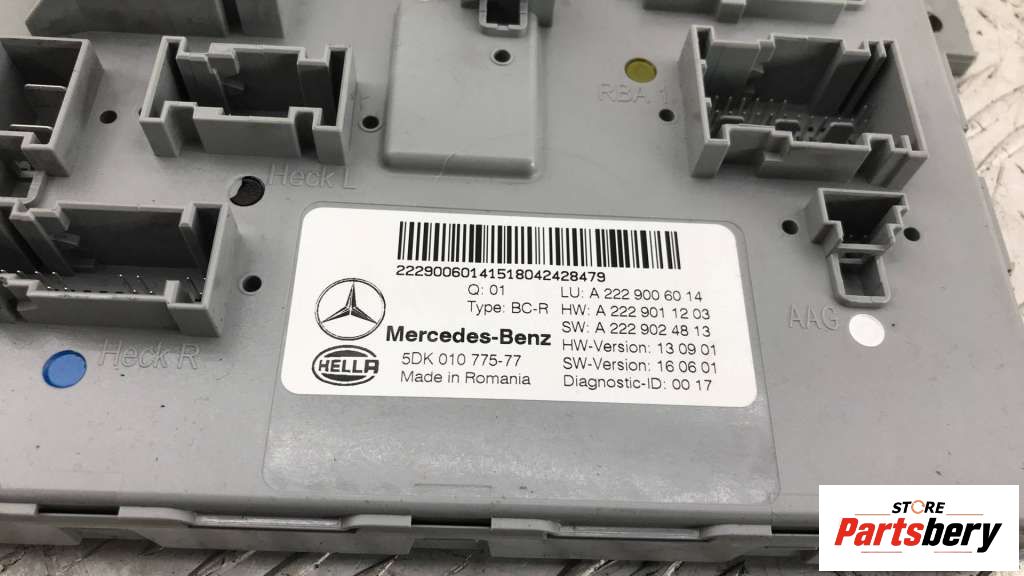 RBA 1
Heck L
222900601415180424284​79
Q: 01
LU: A 222 900 60 14
Type: BC-R
HW: A 222 901 12 03
Mercedes-Benz
SW: A 222 902 48 13
HW-Version: 13 09 01
HELLA
5DK 010 775-77
SW-Version: 16 06 01
Made in Romania
Diagnostic-ID: 00 17
AAG
Heck R
STORE
Partsbery